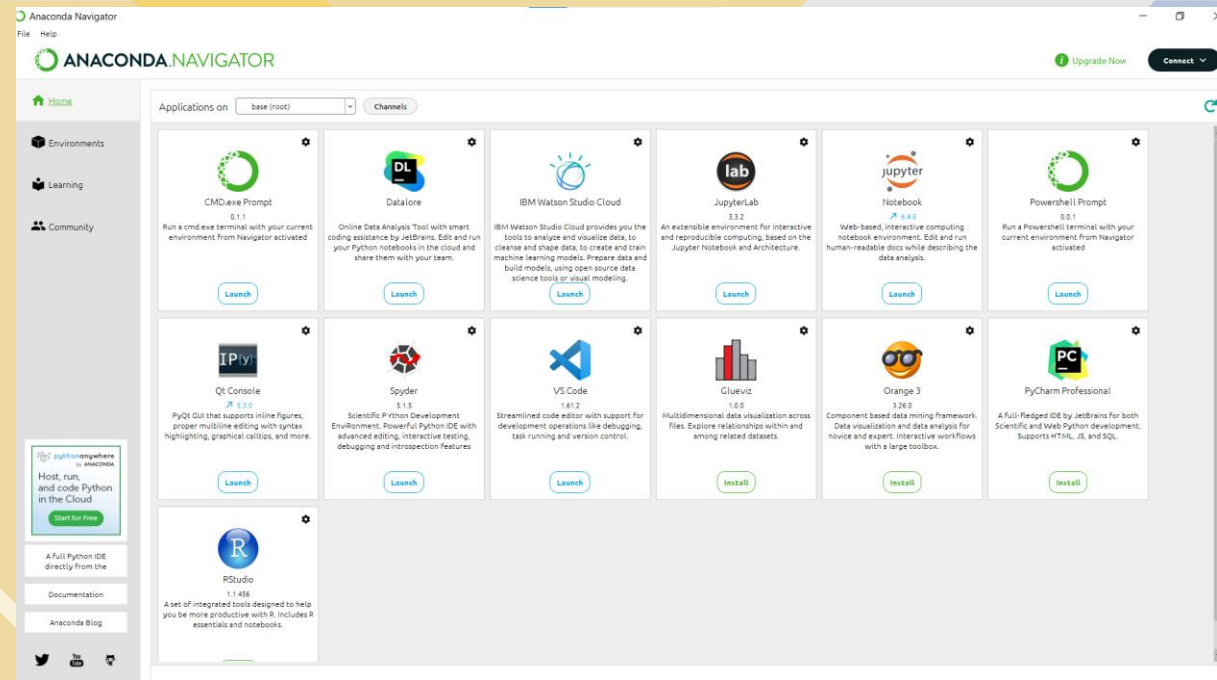 Anaconda Navigator
File Help
ANACONDA.NAVIGATOR
Upgrade Now
Connect
Home
Environments
Learning
Community
Applications on
base (root)
Channels
CMD.exe Prompt
0.1.1
Run a cmd.exe terminal with your current
environment from Navigator activated
Launch
DL
Datalore
Online Data Analysis Tool with smart
coding assistance by JetBrains. Edit and run
your Python notebooks in the cloud and
share them with your team.
Launch
IBM Watson Studio Cloud
IBM Watson Studio Cloud provides you the
tools to analyze and visualize data, to
cleanse and shape data, to create and train
machine learning models. Prepare data and
build models, using open source data
science tools or visual modeling.
Launch
lab
JupyterLab
3.3.2
An extensible environment for interactive
and reproducible computing, based on the
Jupyter Notebook and Architecture.
Launch
jupyter
Notebook
6.4.8
Web-based, interactive computing
notebook environment. Edit and run
human-readable docs while describing the
data analysis.
Launch
Powershell Prompt
0.0.1
Run a Powershell terminal with your
current environment from Navigator
activated
Launch
IP[y]:
Qt Console
5.3.0
PyQt GUI that supports inline figures,
proper multiline editing with syntax
highlighting, graphical calltips, and more.
Launch
Spyder
5.1.5
Scientific PYthon Development
EnviRonment. Powerful Python IDE with
advanced editing, interactive testing,
debugging and introspection features
Launch
VS Code
1.61.2
Streamlined code editor with support for
development operations like debugging,
task running and version control.
Launch
Glueviz
1.0.0
Multidimensional data visualization across
files. Explore relationships within and
among related datasets.
Install
Orange 3
3.26.0
Component based data mining framework.
Data visualization and data analysis for
novice and expert. Interactive workflows
with a large toolbox.
Install
PC
PyCharm Professional
A full-fledged IDE by JetBrains for both
Scientific and Web Python development.
Supports HTML, JS, and SQL.
Install
R
RStudio
1.1.456
A set of integrated tools designed to help
you be more productive with R. Includes R
essentials and notebooks.
pythonanywhere
by ANACONDA
Host, run,
and code Python
in the Cloud
Start for Free
A full Python IDE
directly from the
Documentation
Anaconda Blog
You
Tube